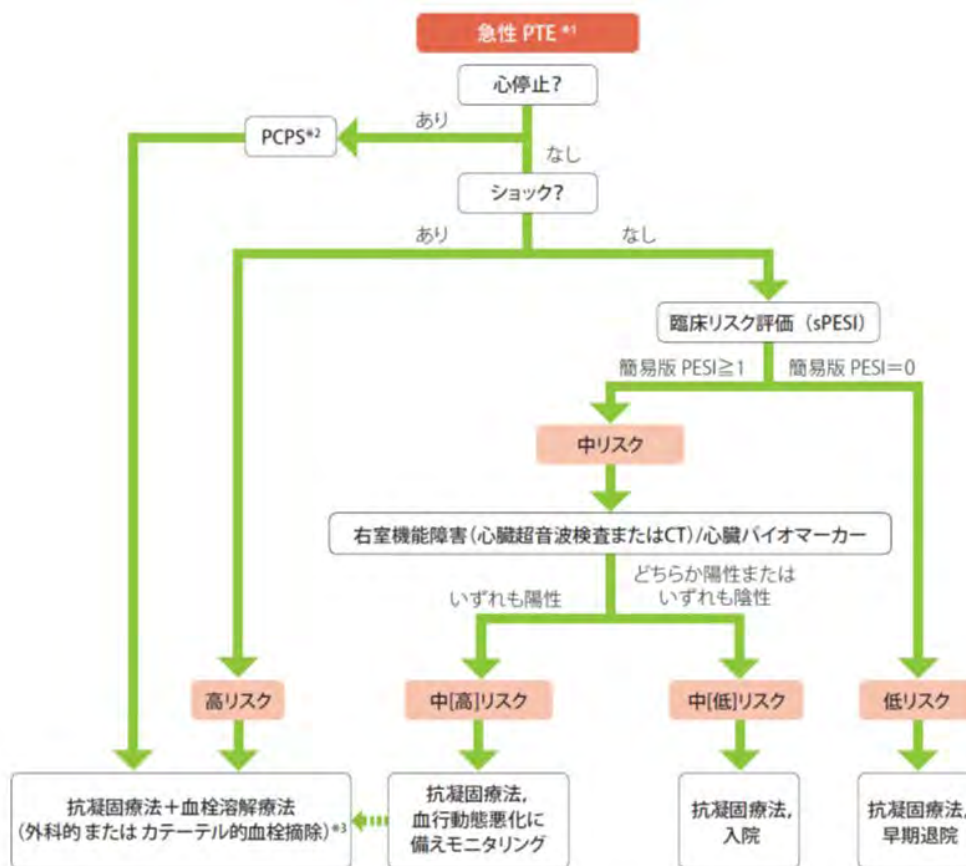 急性 PTE *1
心停止？
あり
PCPS*2
なし
ショック？
あり
なし
臨床リスク評価（sPESI）
簡易版 PESI≧1
簡易版 PESI＝0
中リスク
右室機能障害（心臓超音波検査またはCT）/心臓バイオマーカー
いずれも陽性
どちらか陽性または
いずれも陰性
高リスク
中[高]リスク
中[低]リスク
低リスク
抗凝固療法＋血栓溶解療法
（外科的 または カテーテル的血栓摘除）*3
抗凝固療法，
血行動態悪化に
備えモニタリング
抗凝固療法，
入院
抗凝固療法，
早期退院